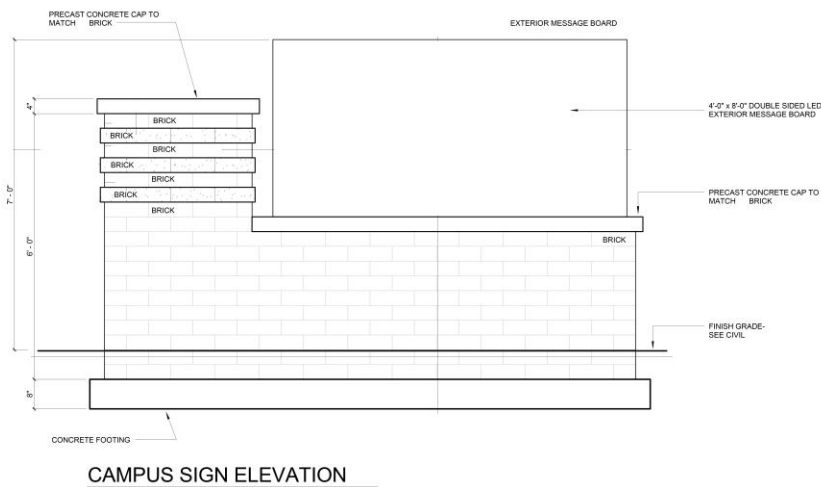 PRECAST CONCRETE CAP TO
MATCH BRICK
EXTERIOR MESSAGE BOARD
4'-0" x 8'-0" DOUBLE SIDED LED
EXTERIOR MESSAGE BOARD
4"
BRICK
BRICK
BRICK
BRICK
BRICK
BRICK
BRICK
7' - 0"
6' - 0"
PRECAST CONCRETE CAP TO
MATCH BRICK
BRICK
FINISH GRADE-
SEE CIVIL
8"
CONCRETE FOOTING
CAMPUS SIGN ELEVATION